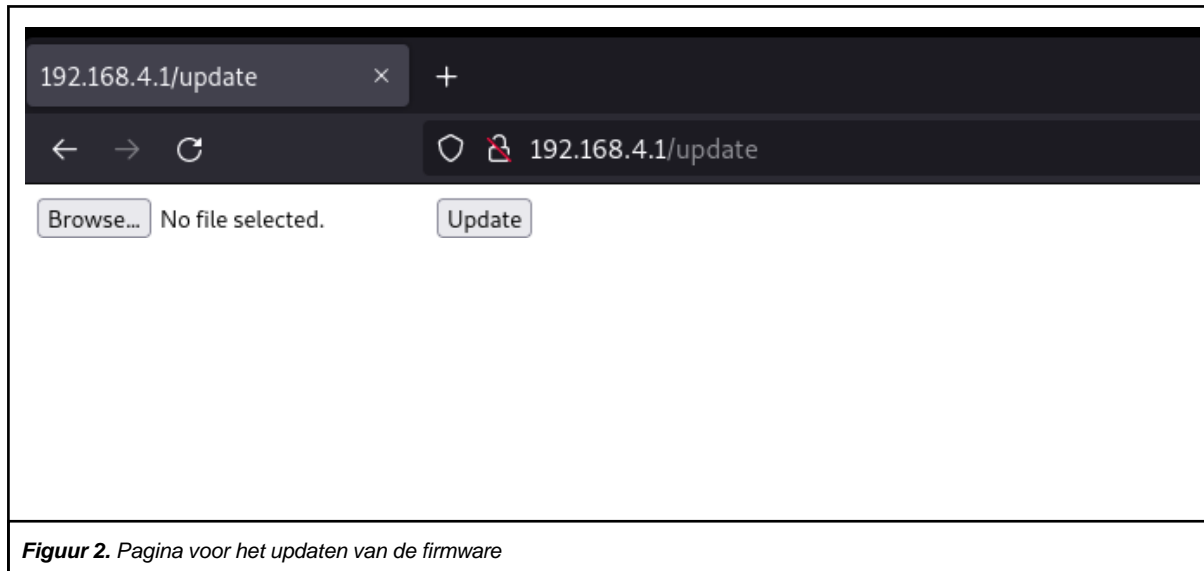 192.168.4.1/update
192.168.4.1/update
Browse... No file selected. Update
Figuur 2. Pagina voor het updaten van de firmware